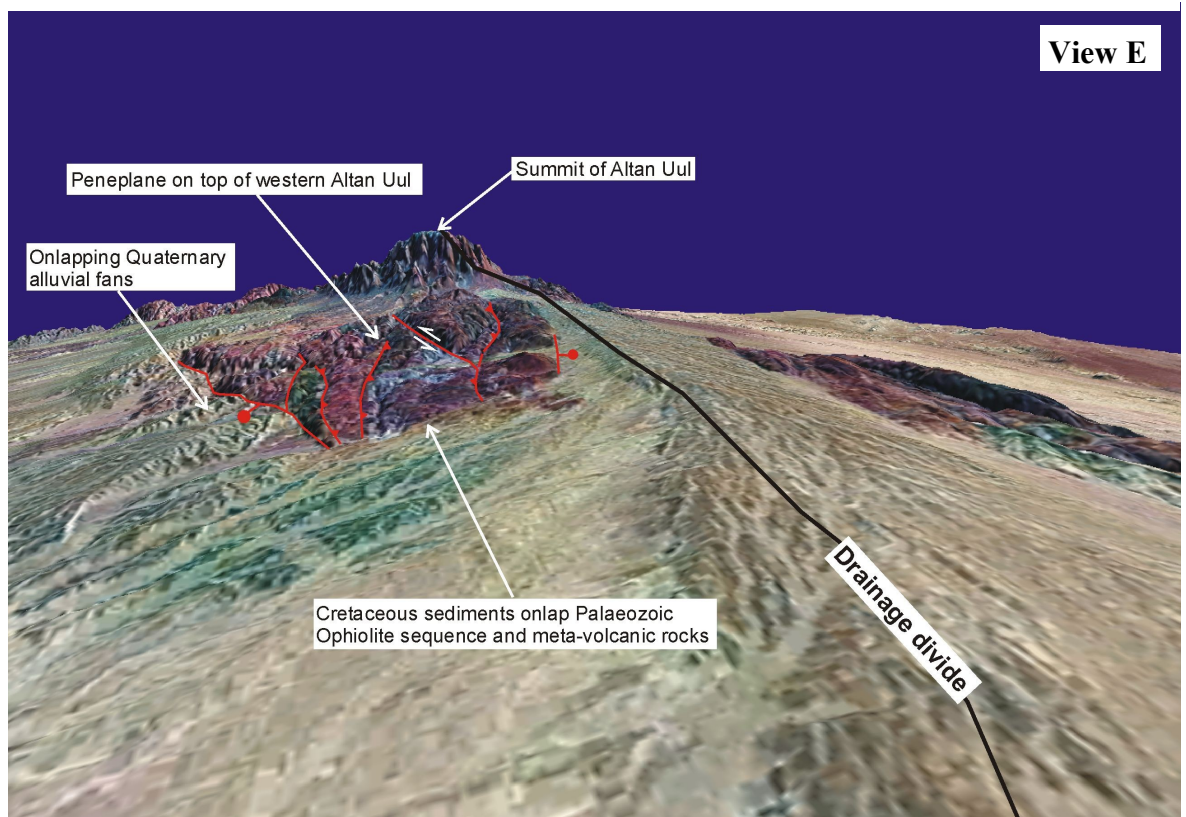 View E
Summit of Altan Uul
Peneplane on top of western Altan Uul
Onlapping Quaternary
alluvial fans
Drainage divide
Cretaceous sediments onlap Palaeozoic
Ophiolite sequence and meta-volcanic rocks